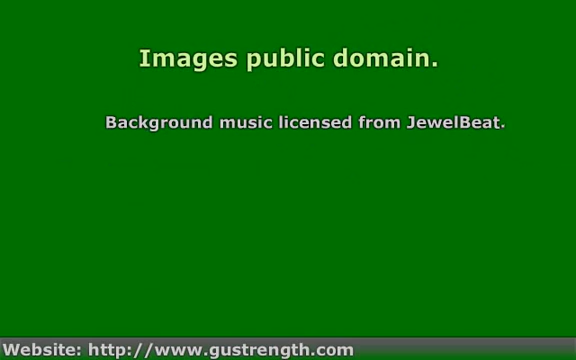 Images public domain.
Background music licensed from JewelBeat.
Website: http://www.gustrength.com